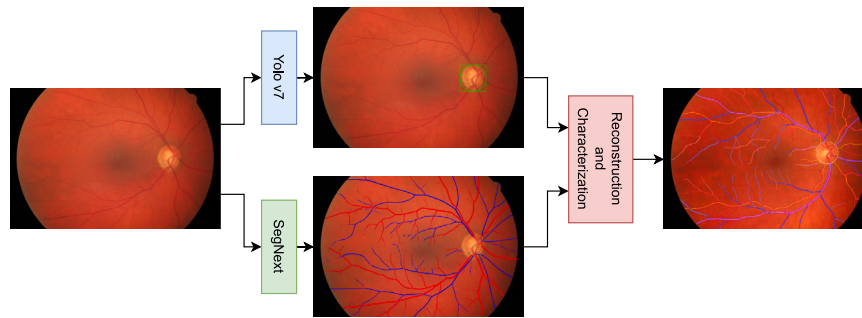 Yolo v7
SegNext
Reconstruction
and
Characterization